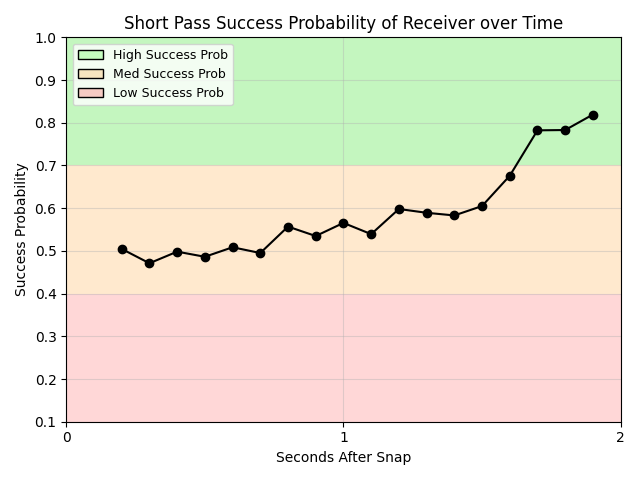 Short Pass Success Probability of Receiver over Time
High Success Prob
Med Success Prob
Low Success Prob
Success Probability
1.0
0.9
0.8
0.7
0.6
0.5
0.4
0.3
0.2
0.1
0
1
2
Seconds After Snap